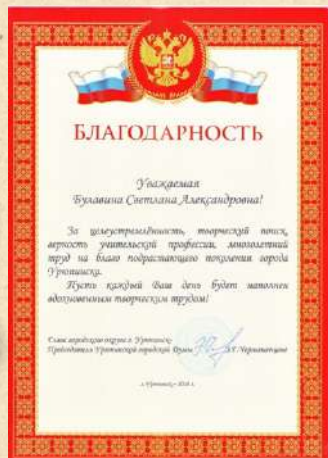 БЛАГОДАРНОСТЬ
Уважаемая
Булавина Светлана Александровна!
За целеустремлённость, творческий поиск,
верность учительской профессии, многолетний
труд на благо подрастающего поколения города
Урюпинска.
Пусть каждый Ваш день будет наполнен
вдохновенным творческим трудом!
Глава городского округа г. Урюпинск
Председатель Урюпинской городской Думы
г. Урюпинск